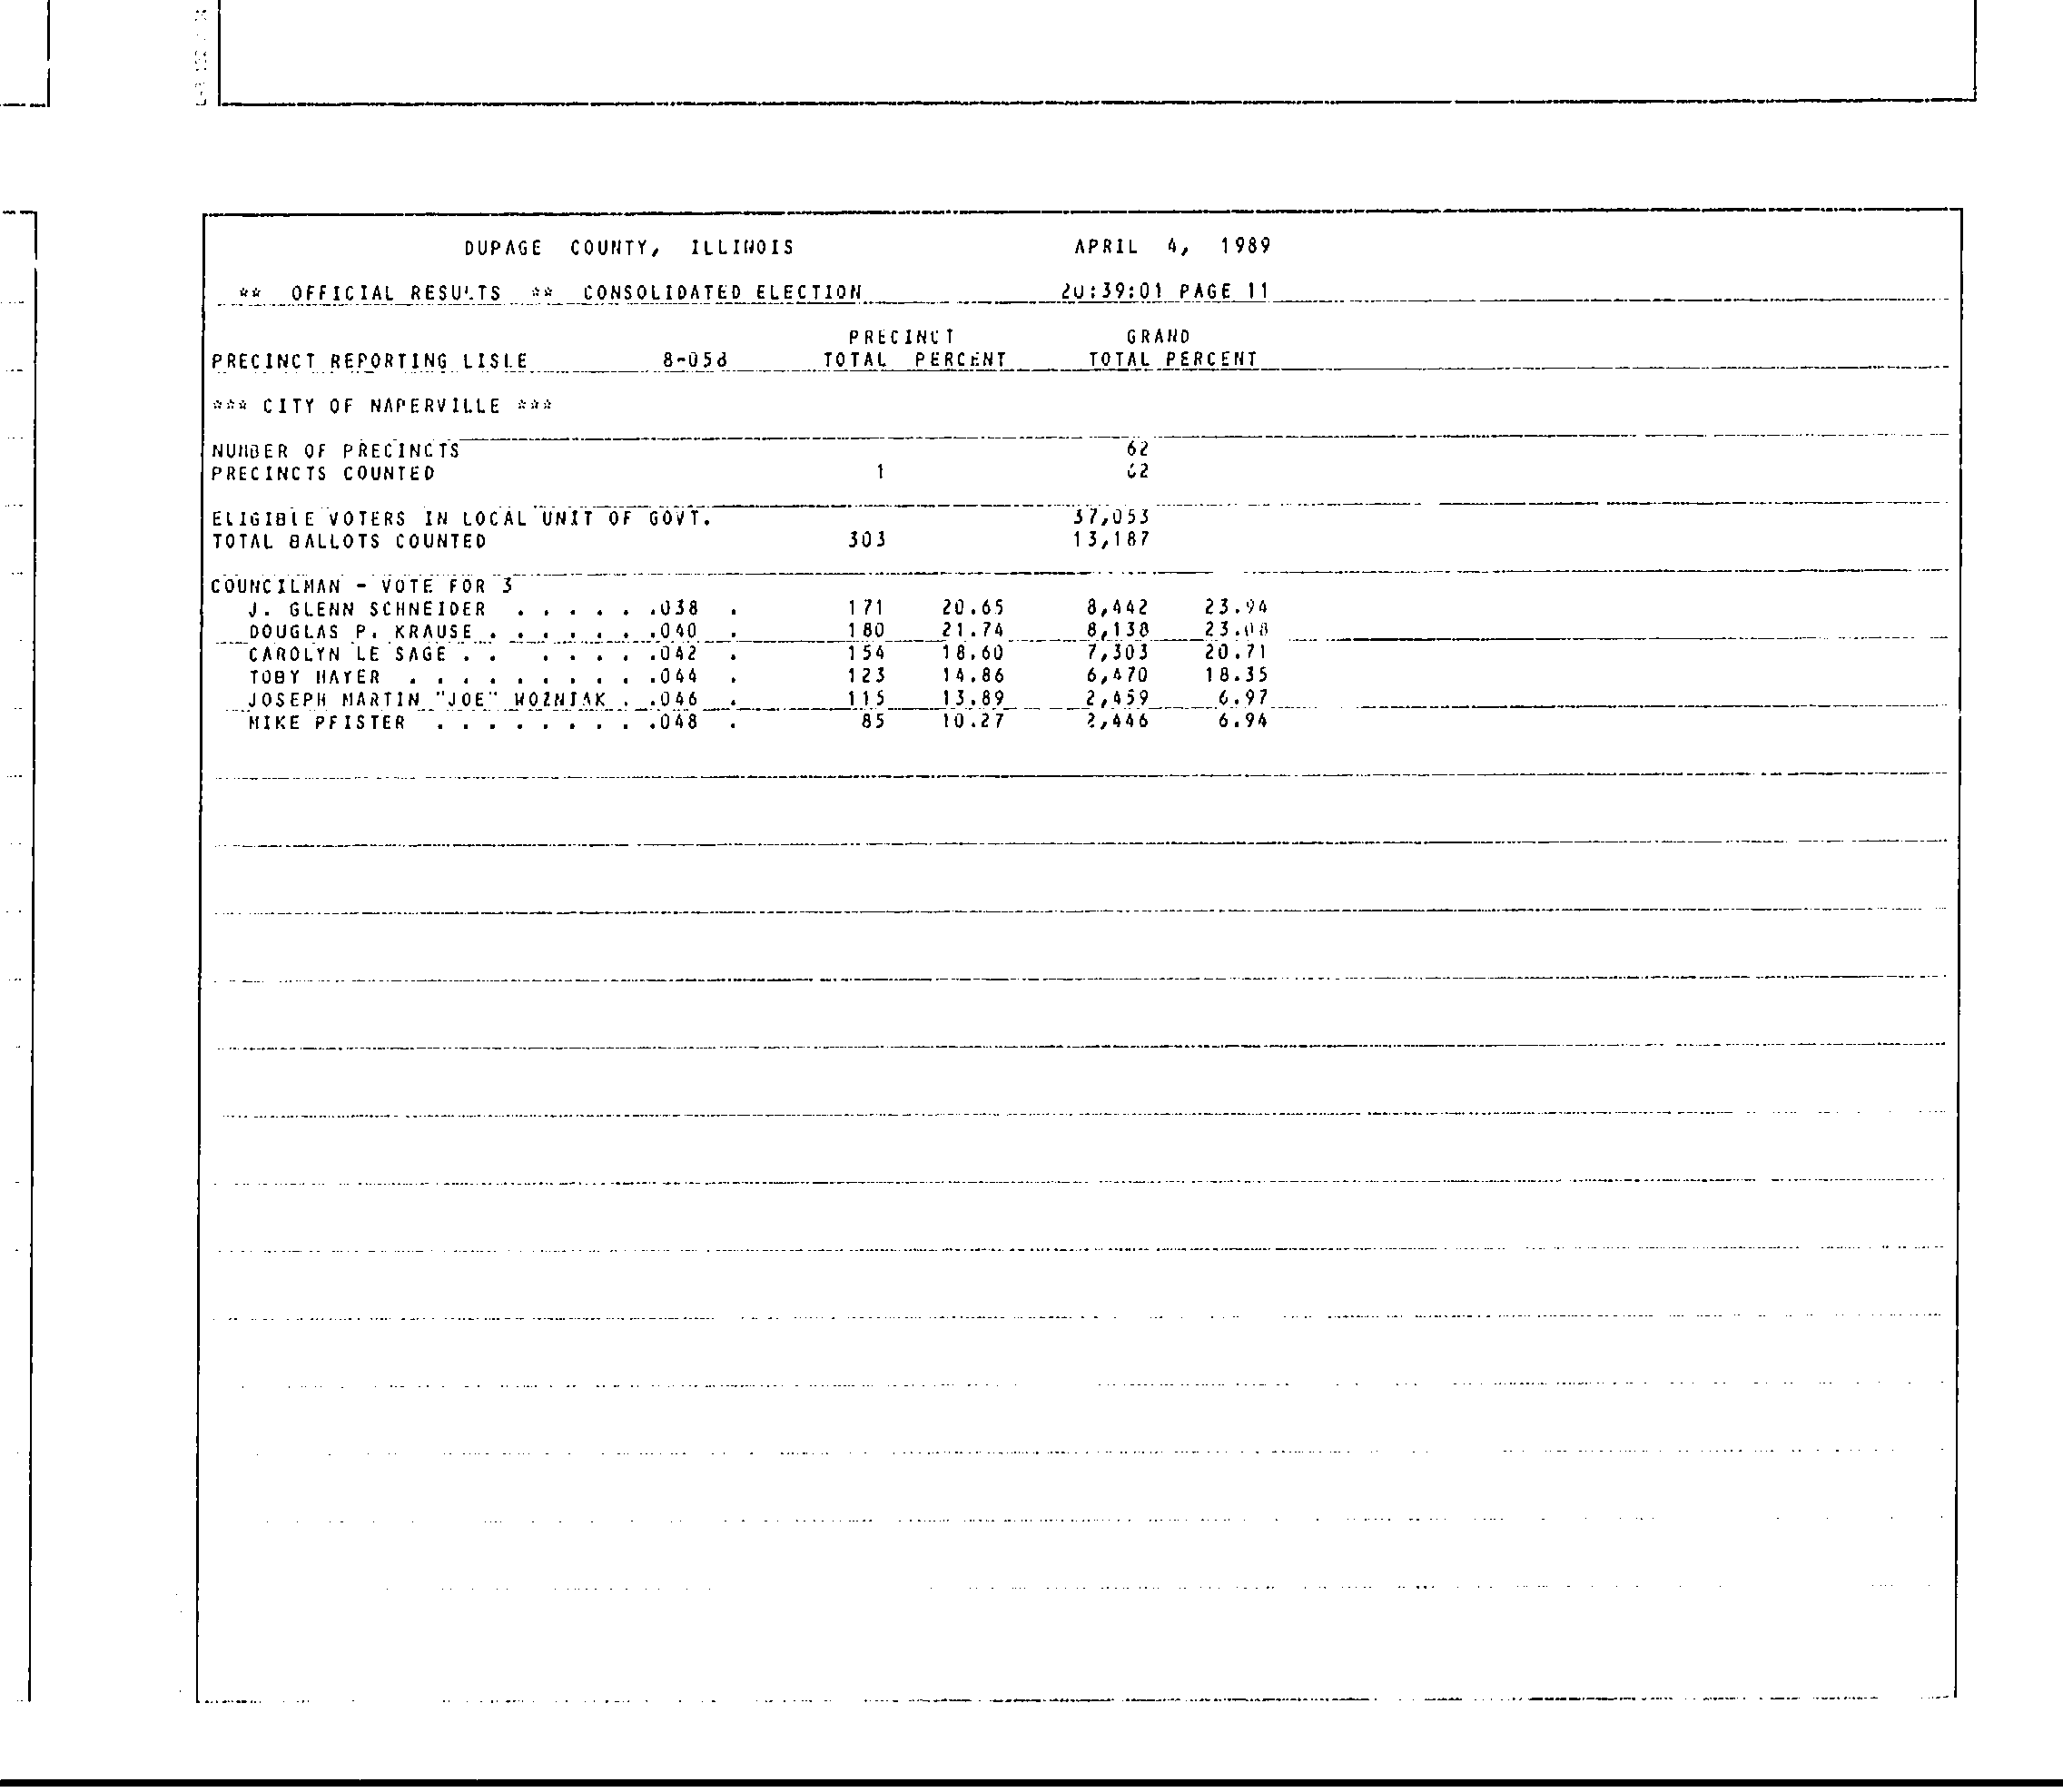 DUPAGE COUNTY, ILLINOIS APRIL 4, 1989
** OFFICIAL RESULTS ** CONSOLIDATED ELECTION 20:39:01 PAGE 11
PRECINCT GRAND
PRECINCT REPORTING LISLE 8-058 TOTAL PERCENT TOTAL PERCENT
*** CITY OF NAPERVILLE ***
NUMBER OF PRECINCTS 62
PRECINCTS COUNTED 1 62
ELIGIBLE VOTERS IN LOCAL UNIT OF GOVT. 37,053
TOTAL BALLOTS COUNTED 303 13,187
COUNCILMAN - VOTE FOR 3
J. GLENN SCHNEIDER . . . . . .038 . 171 20.65 8,442 23.94
DOUGLAS P. KRAUSE . . . . . . .040 . 180 21.74 8,138 23.08
CAROLYN LE SAGE . . . . . . .042 . 154 18.60 7,303 20.71
TOBY HAYER . . . . . . . . . .044 . 123 14.86 6,470 18.35
JOSEPH MARTIN "JOE" WOZNIAK . .046 . 115 13.89 2,459 6.97
MIKE PFISTER . . . . . . . . .048 . 85 10.27 2,446 6.94